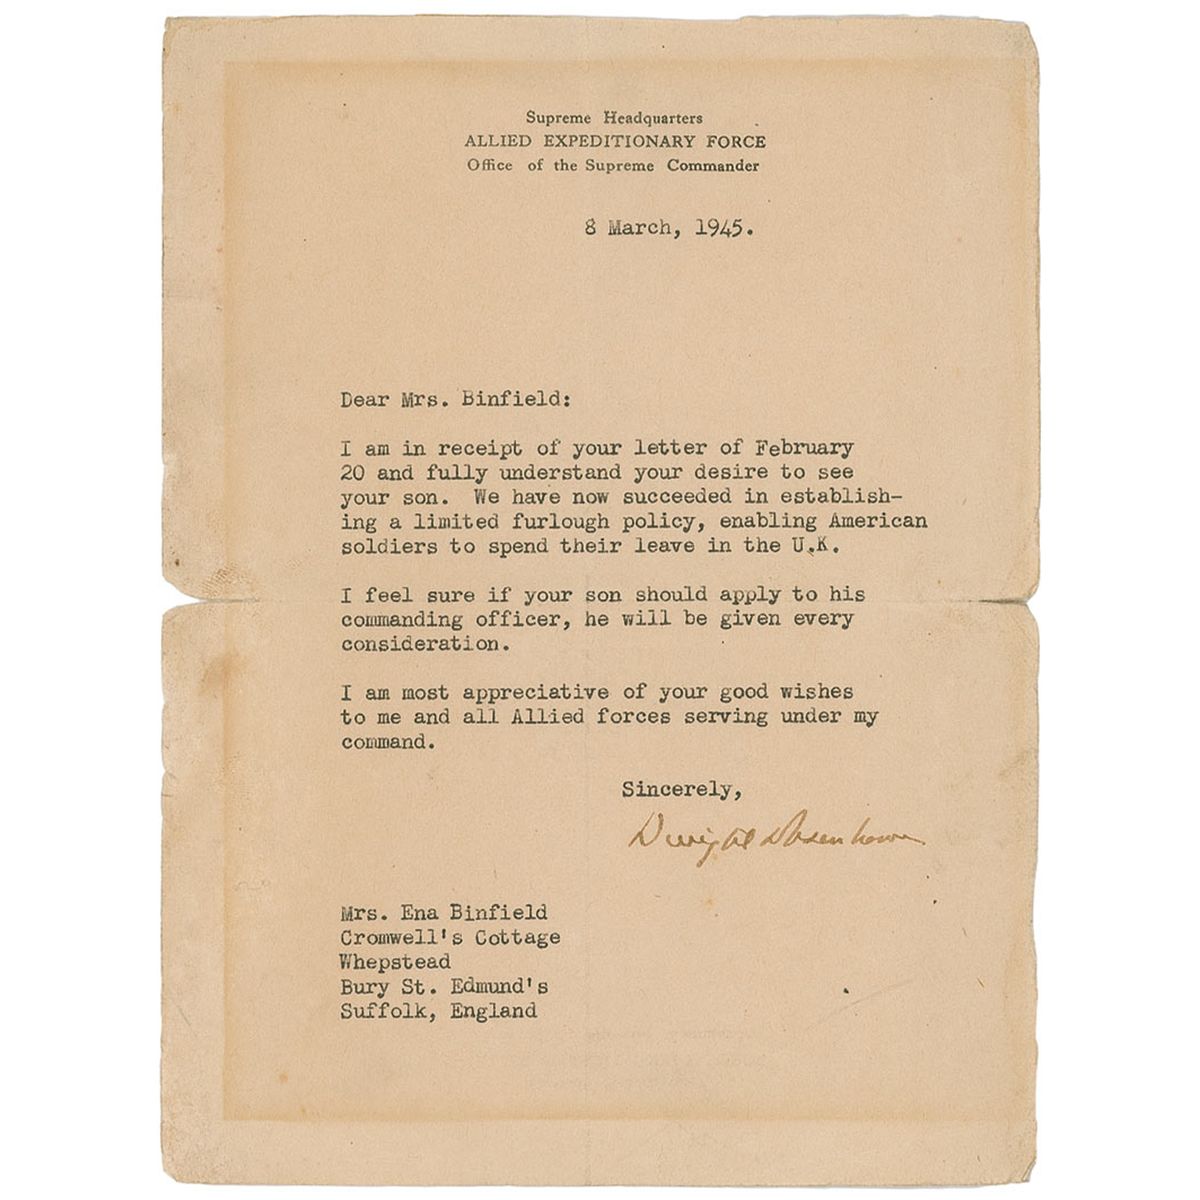 Supreme Headquarters
ALLIED EXPEDITIONARY FORCE
Office of the Supreme Commander
8 March, 1945.
Dear Mrs. Binfield:
I am in receipt of your letter of February
20 and fully understand your desire to see
your son. We have now succeeded in establish-
ing a limited furlough policy, enabling American
soldiers to spend their leave in the U.K.
I feel sure if your son should apply to his
commanding officer, he will be given every
consideration.
I am most appreciative of your good wishes
to me and all Allied forces serving under my
command.
Sincerely,
Dwight D Eisenhower
Mrs. Ena Binfield
Cromwell's Cottage
Whepstead
Bury St. Edmund's
Suffolk, England